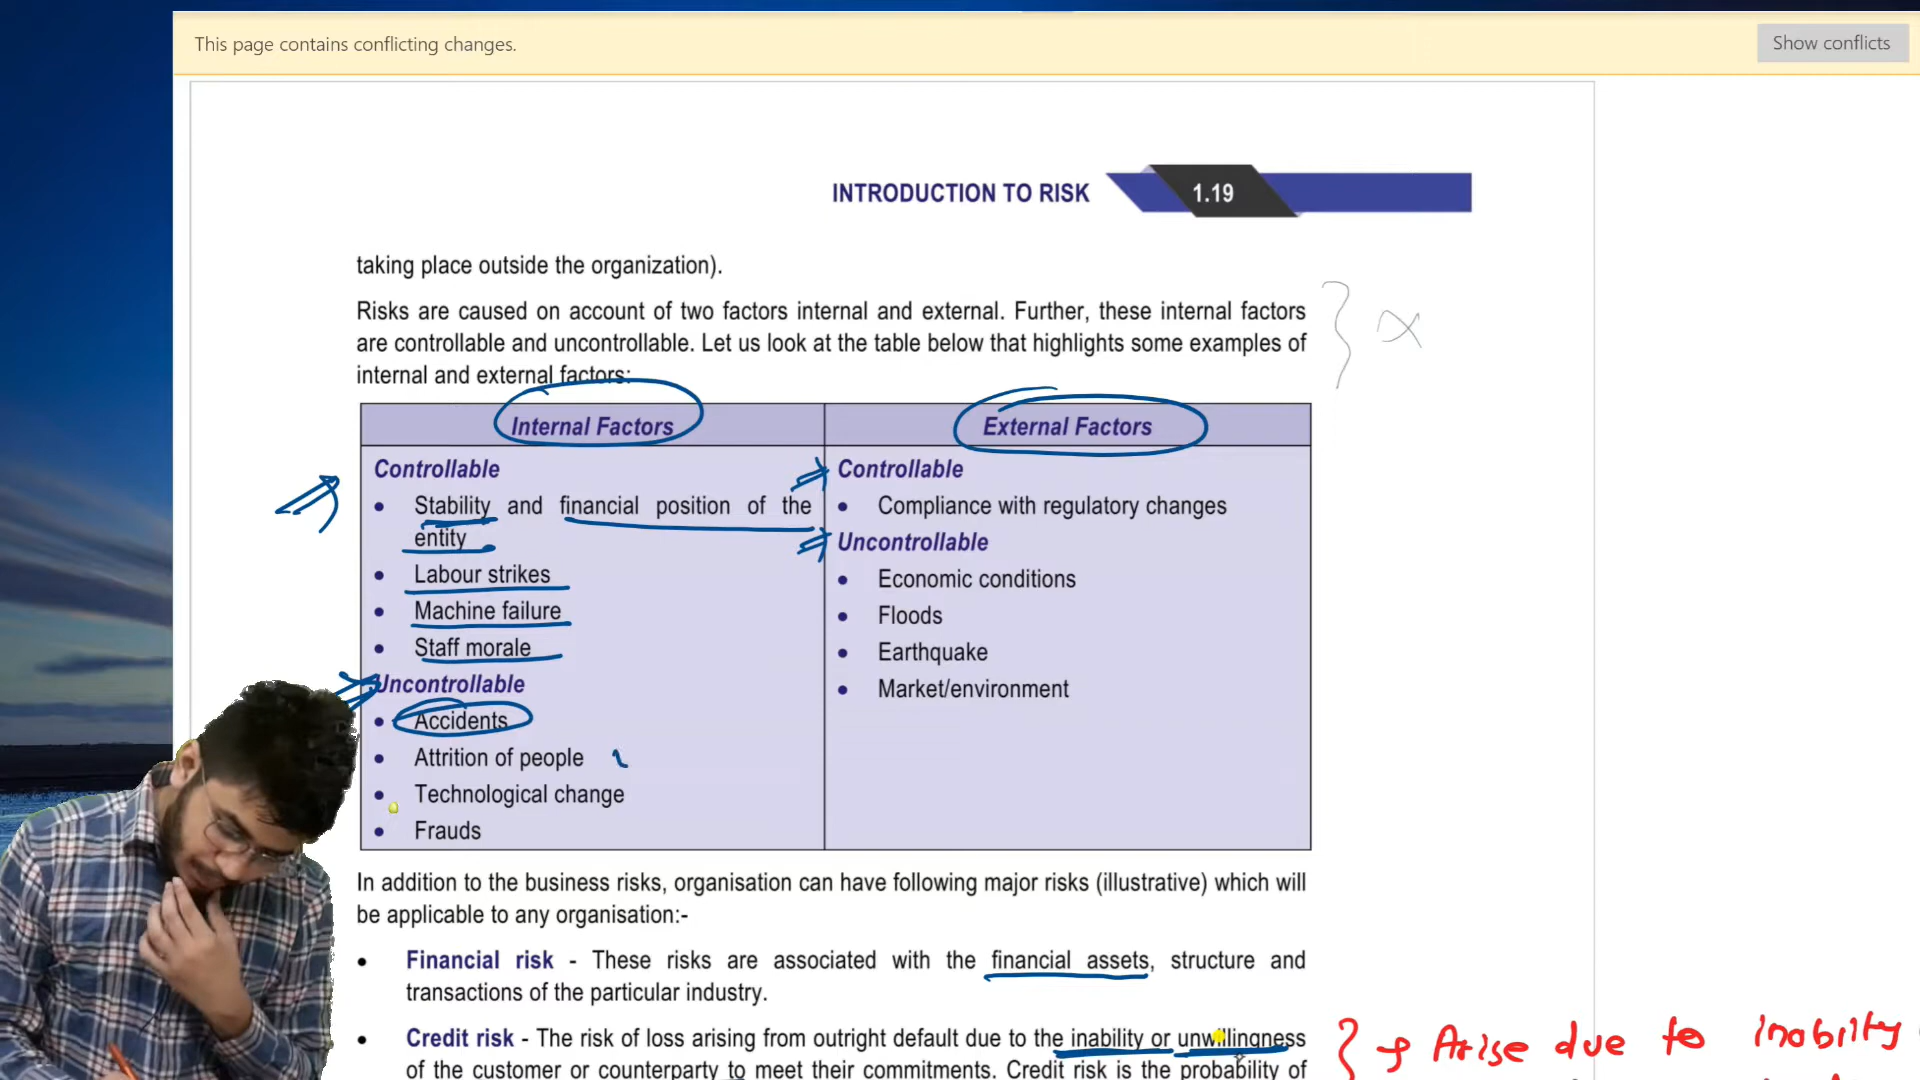 This page contains conflicting changes.
Show conflicts
INTRODUCTION TO RISK 1.19
taking place outside the organization).
Risks are caused on account of two factors internal and external. Further, these internal factors
are controllable and uncontrollable. Let us look at the table below that highlights some examples of
internal and external factors:
Internal Factors
Controllable
• Stability and financial position of the
entity
• Labour strikes
• Machine failure
• Staff morale
Uncontrollable
• Accidents
• Attrition of people
• Technological change
• Frauds
External Factors
Controllable
• Compliance with regulatory changes
Uncontrollable
• Economic conditions
• Floods
• Earthquake
• Market/environment
In addition to the business risks, organisation can have following major risks (illustrative) which will
be applicable to any organisation:-
• Financial risk - These risks are associated with the financial assets, structure and
transactions of the particular industry.
• Credit risk - The risk of loss arising from outright default due to the inability or unwillingness
of the customer or counterparty to meet their commitments. Credit risk is the probability of
Arise due to inability